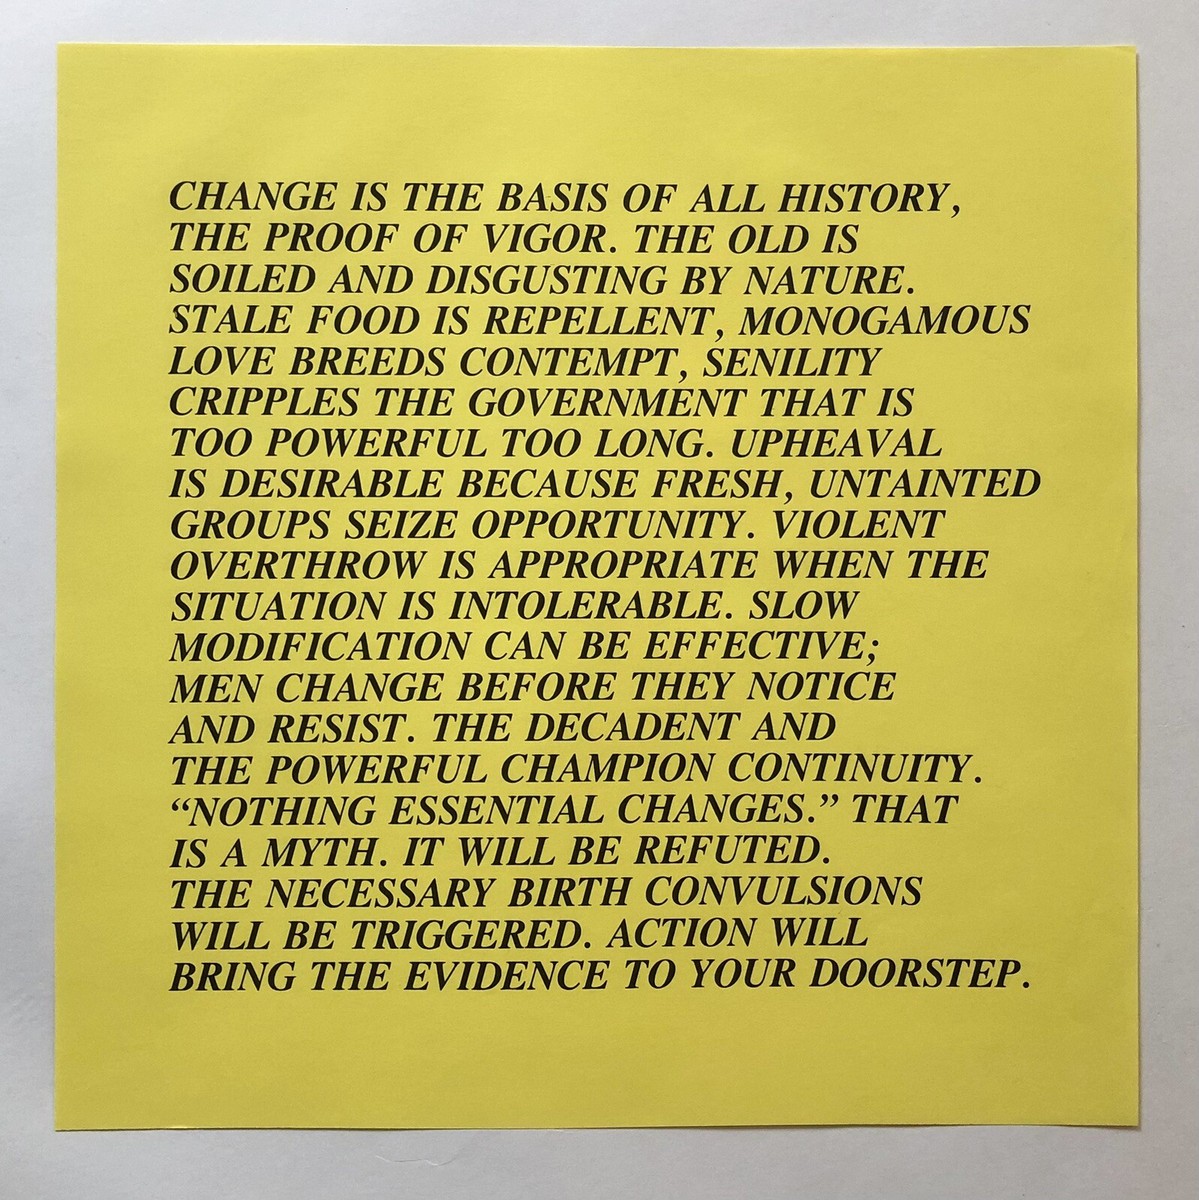 CHANGE IS THE BASIS OF ALL HISTORY,
THE PROOF OF VIGOR. THE OLD IS
SOILED AND DISGUSTING BY NATURE.
STALE FOOD IS REPELLENT, MONOGAMOUS
LOVE BREEDS CONTEMPT, SENILITY
CRIPPLES THE GOVERNMENT THAT IS
TOO POWERFUL TOO LONG. UPHEAVAL
IS DESIRABLE BECAUSE FRESH, UNTAINTED
GROUPS SEIZE OPPORTUNITY. VIOLENT
OVERTHROW IS APPROPRIATE WHEN THE
SITUATION IS INTOLERABLE. SLOW
MODIFICATION CAN BE EFFECTIVE;
MEN CHANGE BEFORE THEY NOTICE
AND RESIST. THE DECADENT AND
THE POWERFUL CHAMPION CONTINUITY.
“NOTHING ESSENTIAL CHANGES.” THAT
IS A MYTH. IT WILL BE REFUTED.
THE NECESSARY BIRTH CONVULSIONS
WILL BE TRIGGERED. ACTION WILL
BRING THE EVIDENCE TO YOUR DOORSTEP.